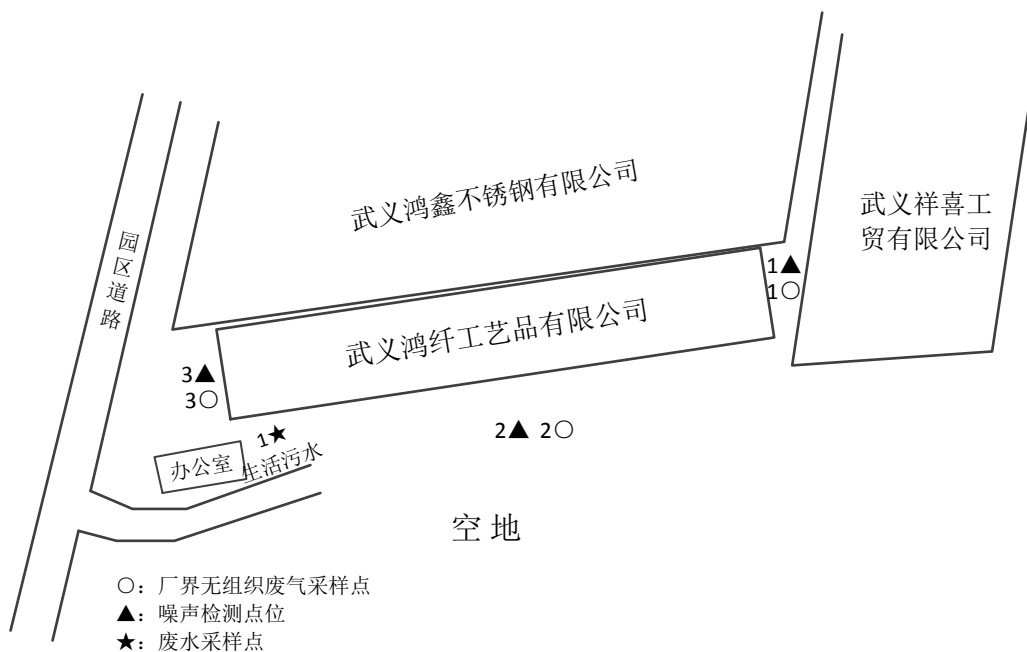 武义鸿鑫不锈钢有限公司
武义祥喜工
贸有限公司
园区道路
1▲
1○
武义鸿纤工艺品有限公司
3▲
3○
2▲ 2○
1★
生活污水
办公室
空地
○：厂界无组织废气采样点
▲：噪声检测点位
★：废水采样点